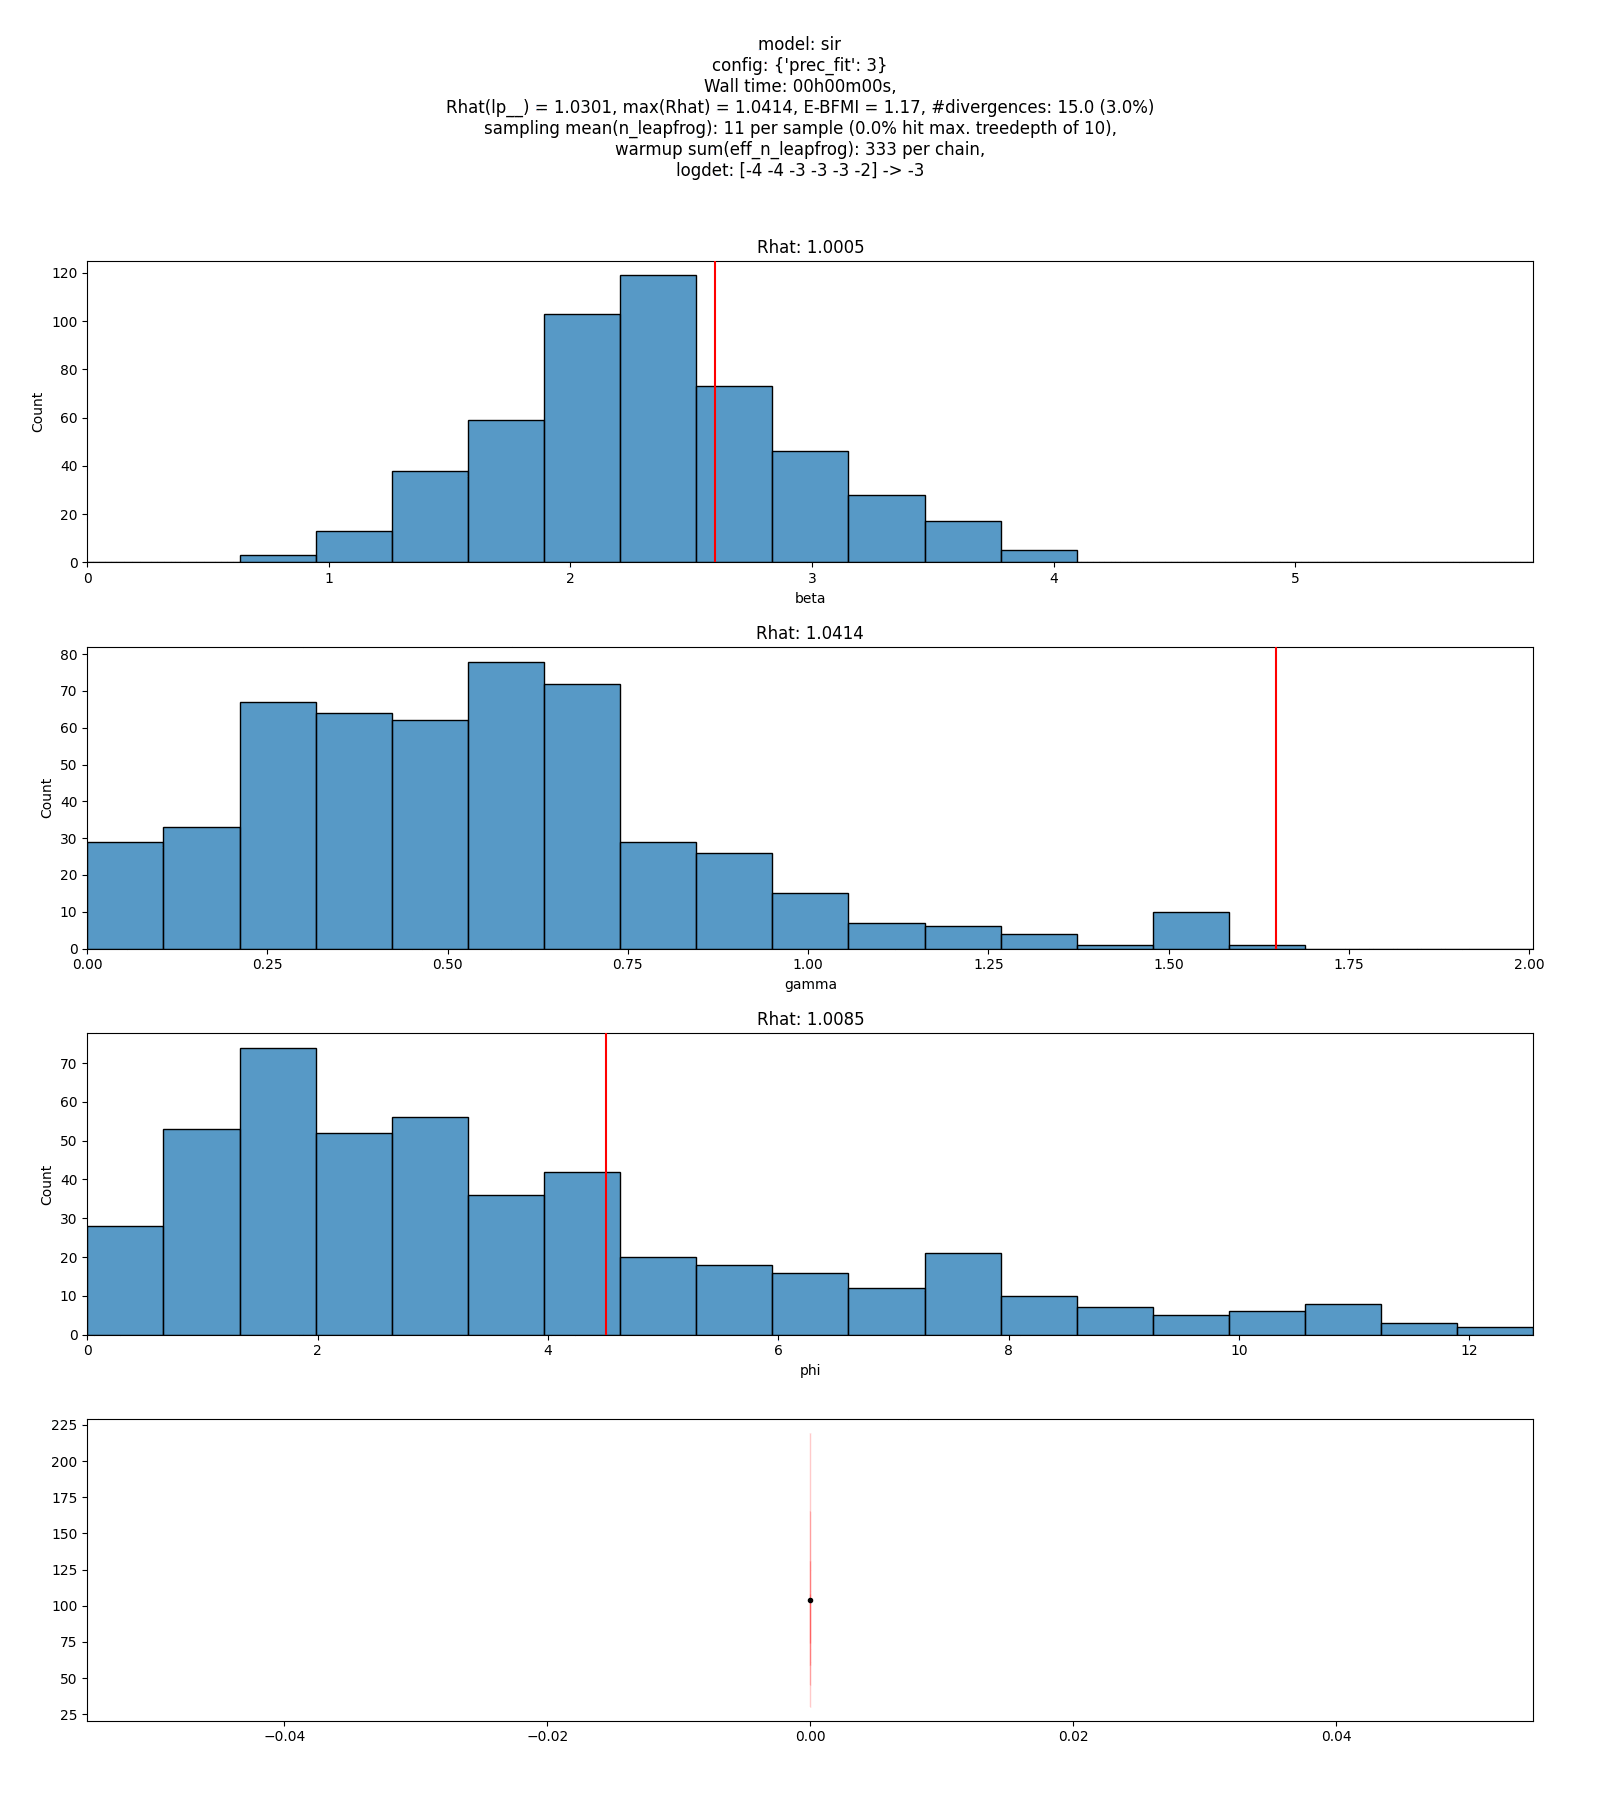 model: sir
config: {'prec_fit': 3}
Wall time: 00h00m00s,
Rhat(lp__) = 1.0301, max(Rhat) = 1.0414, E-BFMI = 1.17, #divergences: 15.0 (3.0%)
sampling mean(n_leapfrog): 11 per sample (0.0% hit max. treedepth of 10),
warmup sum(eff_n_leapfrog): 333 per chain,
logdet: [-4 -4 -3 -3 -3 -2] -> -3
Rhat: 1.0005
120
100
80
60
40
20
0
Count
0 1 2 3 4 5
beta
Rhat: 1.0414
80
70
60
50
40
30
20
10
0
Count
0.00 0.25 0.50 0.75 1.00 1.25 1.50 1.75 2.00
gamma
Rhat: 1.0085
70
60
50
40
30
20
10
0
Count
0 2 4 6 8 10 12
phi
225
200
175
150
125
100
75
50
25
−0.04 −0.02 0.00 0.02 0.04